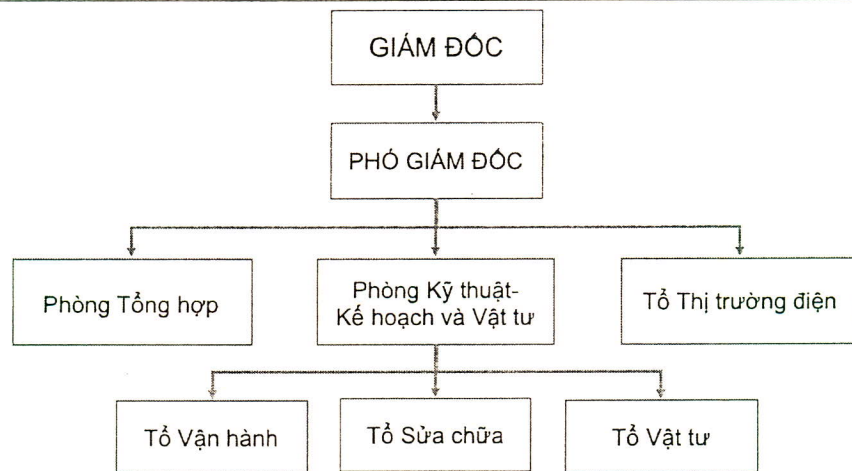 GIÁM ĐỐC
PHÓ GIÁM ĐỐC
Phòng Tổng hợp
Phòng Kỹ thuật-
Kế hoạch và Vật tư
Tổ Thị trường điện
Tổ Vận hành
Tổ Sửa chữa
Tổ Vật tư